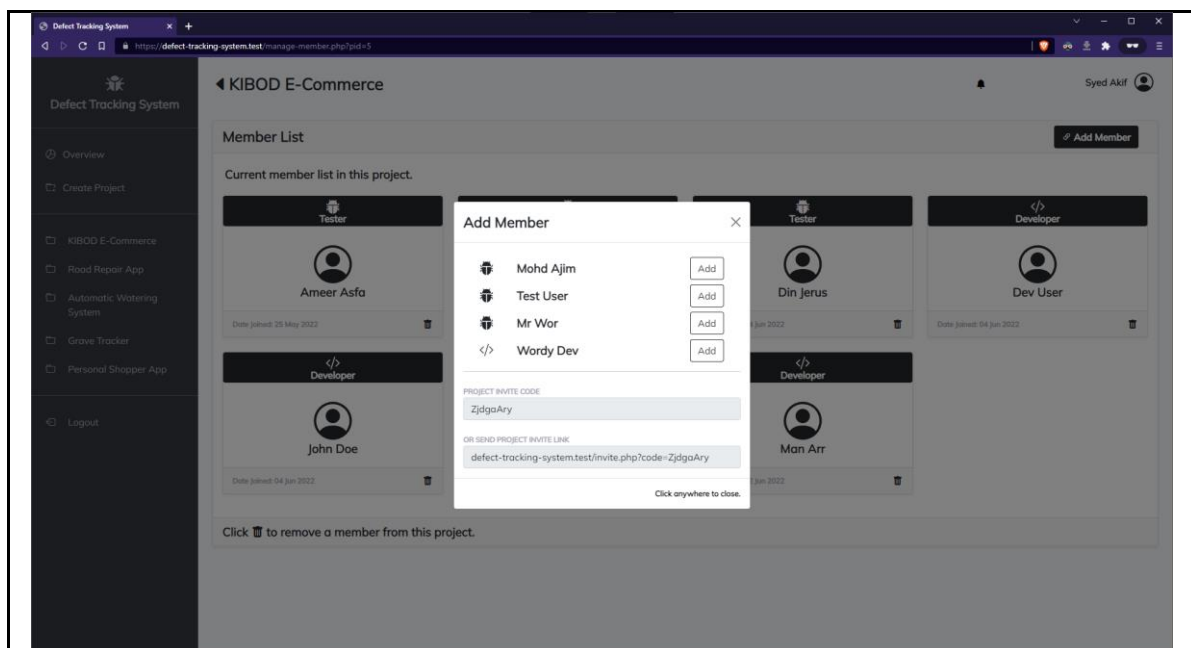 Defect Tracking System
https://defect-tracking-system.test/manage-member.php?pid=5
Defect Tracking System
Overview
Create Project
KIBOD E-Commerce
Road Repair App
Automatic Watering
System
Grave Tracker
Personal Shopper App
Logout
KIBOD E-Commerce
Syed Akif
Member List
Add Member
Current member list in this project.
Tester
Ameer Asfa
Date Joined: 25 May 2022
Tester
Din Jerus
Jun 2022
Developer
Dev User
Date Joined: 04 Jun 2022
Developer
John Doe
Date Joined: 04 Jun 2022
Developer
Man Arr
Jun 2022
Click to remove a member from this project.
Add Member
Mohd Ajim
Add
Test User
Add
Mr Wor
Add
Wordy Dev
Add
PROJECT INVITE CODE
ZjdgaAry
OR SEND PROJECT INVITE LINK
defect-tracking-system.test/invite.php?code=ZjdgaAry
Click anywhere to close.